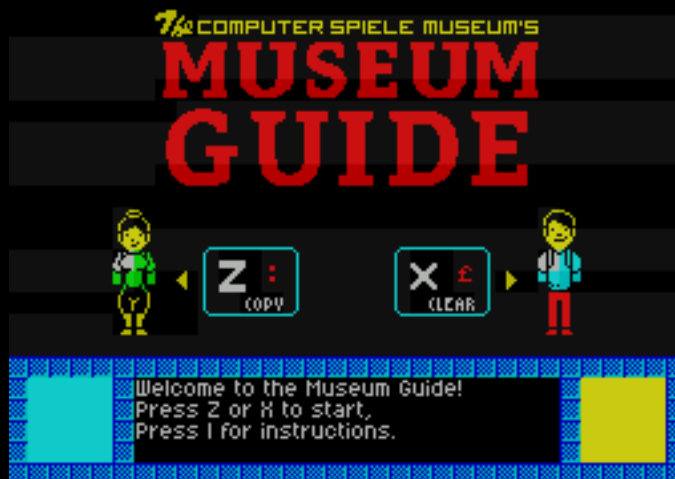 The COMPUTER SPIELE MUSEUM'S
MUSEUM
GUIDE
Z :
COPY
X £
CLEAR
Welcome to the Museum Guide!
Press Z or X to start,
Press I for instructions.